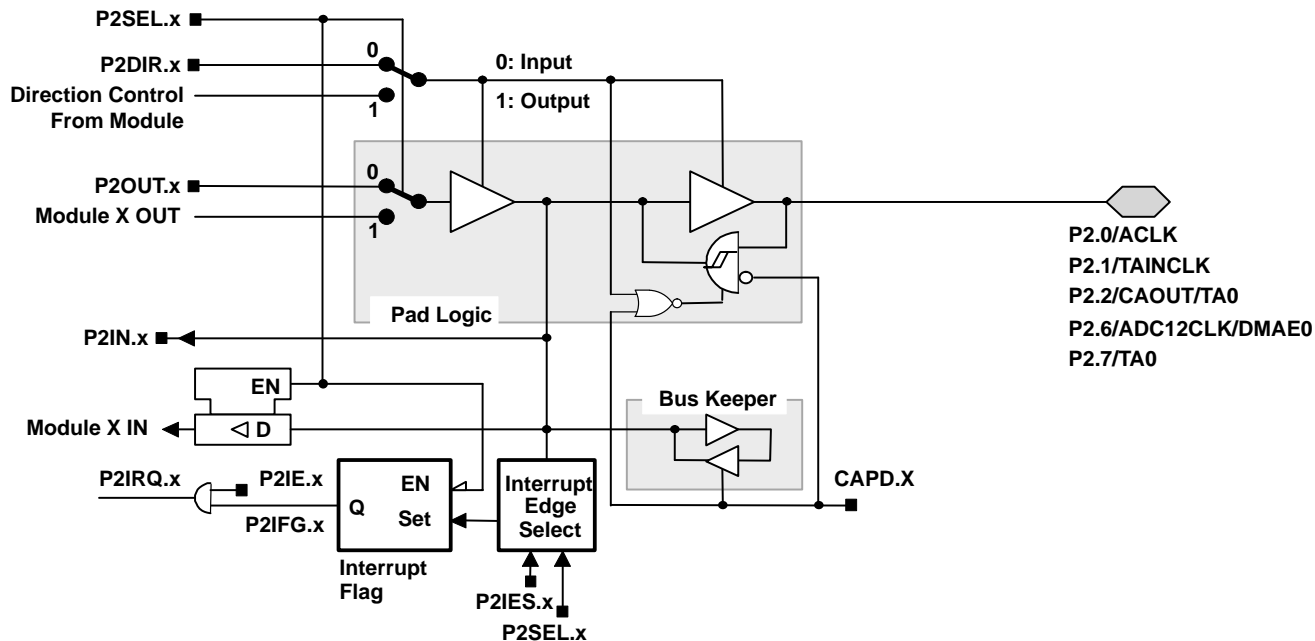 P2SEL.x
0
P2DIR.x
0: Input
Direction Control
From Module
1
1: Output
0
P2OUT.x
Module X OUT
1
P2.0/ACLK
P2.1/TAINCLK
P2.2/CAOUT/TA0
P2.6/ADC12CLK/DMAE0
P2.7/TA0
Pad Logic
P2IN.x
EN
Bus Keeper
Module X IN
D
P2IRQ.x
P2IE.x
P2IFG.x
Q
EN
Set
Interrupt
Edge
Select
CAPD.X
Interrupt
Flag
P2IES.x
P2SEL.x